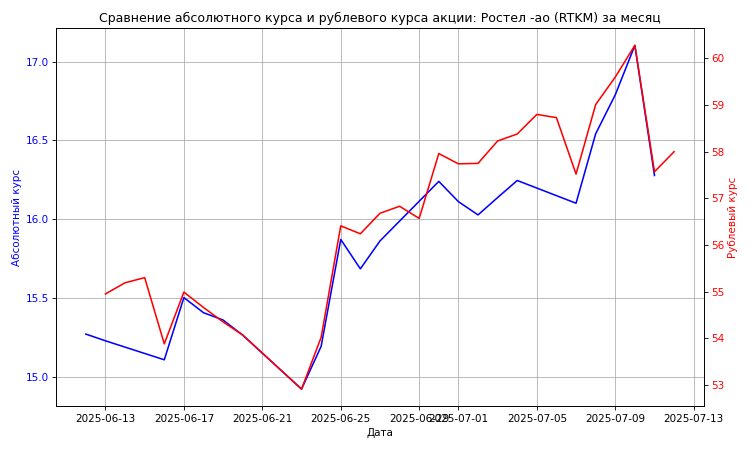 Сравнение абсолютного курса и рублевого курса акции: Ростел -ао (RTKM) за месяц
Абсолютный курс
17.0
16.5
16.0
15.5
15.0
60
59
58
57
56
55
54
53
Рублевый курс
2025-06-13 2025-06-17 2025-06-21 2025-06-25 2025-06-29 2025-07-01 2025-07-05 2025-07-09 2025-07-13
Дата